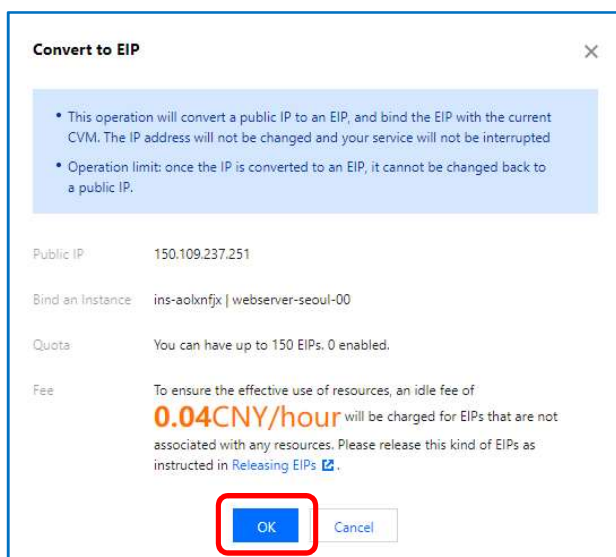 Convert to EIP
• This operation will convert a public IP to an EIP, and bind the EIP with the current
CVM. The IP address will not be changed and your service will not be interrupted
• Operation limit: once the IP is converted to an EIP, it cannot be changed back to
a public IP.
Public IP 150.109.237.251
Bind an Instance ins-aolxnfjx | webserver-seoul-00
Quota You can have up to 150 EIPs. 0 enabled.
Fee To ensure the effective use of resources, an idle fee of
0.04CNY/hour will be charged for EIPs that are not
associated with any resources. Please release this kind of EIPs as
instructed in Releasing EIPs .
OK Cancel